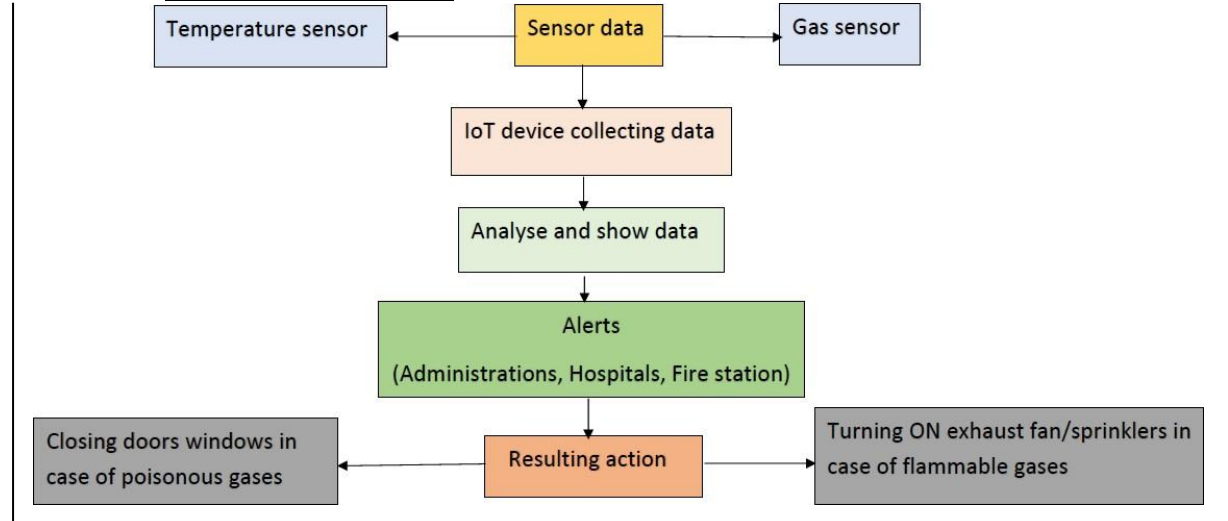 Temperature sensor
Sensor data
Gas sensor
IoT device collecting data
Analyse and show data
Alerts
(Administrations, Hospitals, Fire station)
Closing doors windows in
case of poisonous gases
Resulting action
Turning ON exhaust fan/sprinklers in
case of flammable gases